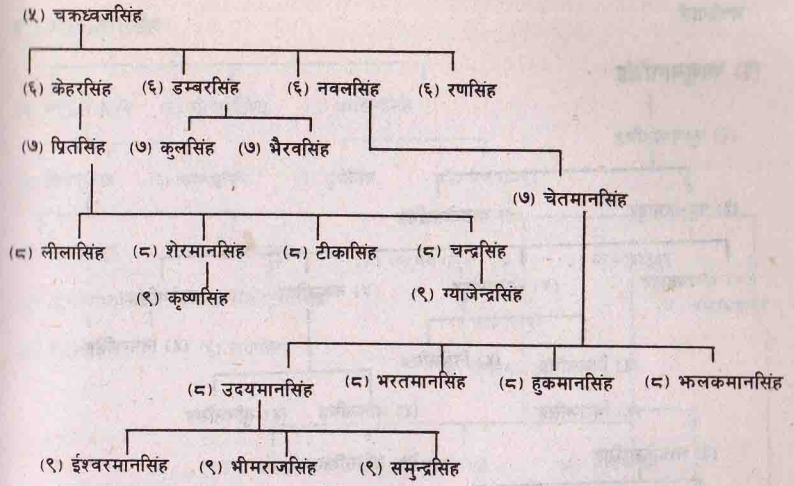 (५) चक्रध्वजसिंह
(६) केहरसिंह (६) डम्बरसिंह (६) नवलसिंह (६) रणसिंह
(७) प्रितसिंह (७) कुलसिंह (७) भैरवसिंह
(७) चेतमानसिंह
(८) लीलासिंह (८) शेरमानसिंह (८) टीकासिंह (८) चन्द्रसिंह
(९) कृष्णसिंह (९) ग्याजेन्द्रसिंह
(८) उदयमानसिंह (८) भरतमानसिंह (८) हुकमानसिंह (८) झलकमानसिंह
(९) ईश्वरमानसिंह (९) भीमराजसिंह (९) समुन्द्रसिंह